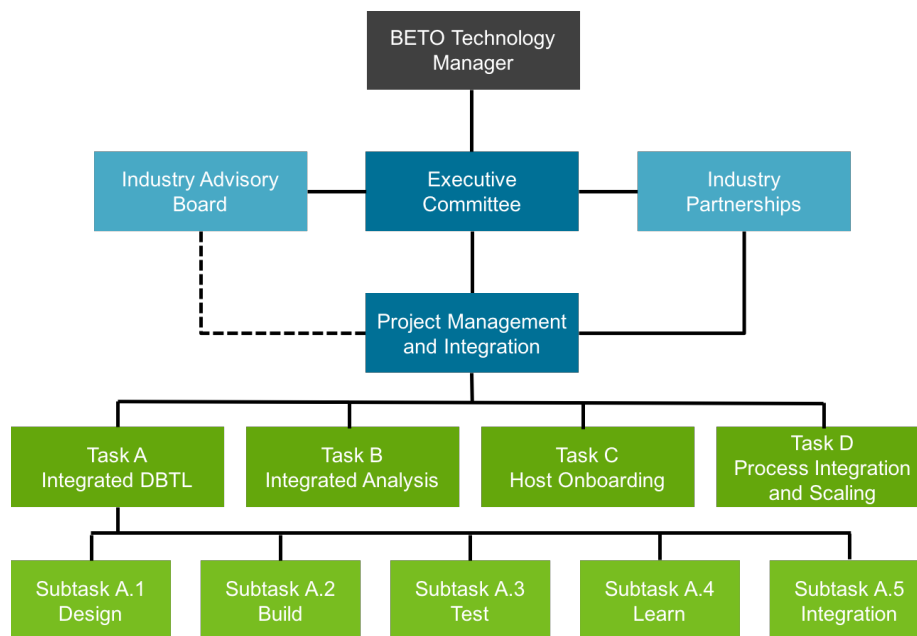 BETO Technology
Manager
Industry Advisory
Board
Executive
Committee
Industry
Partnerships
Project Management
and Integration
Task A
Integrated DBTL
Task B
Integrated Analysis
Task C
Host Onboarding
Task D
Process Integration
and Scaling
Subtask A.1
Design
Subtask A.2
Build
Subtask A.3
Test
Subtask A.4
Learn
Subtask A.5
Integration